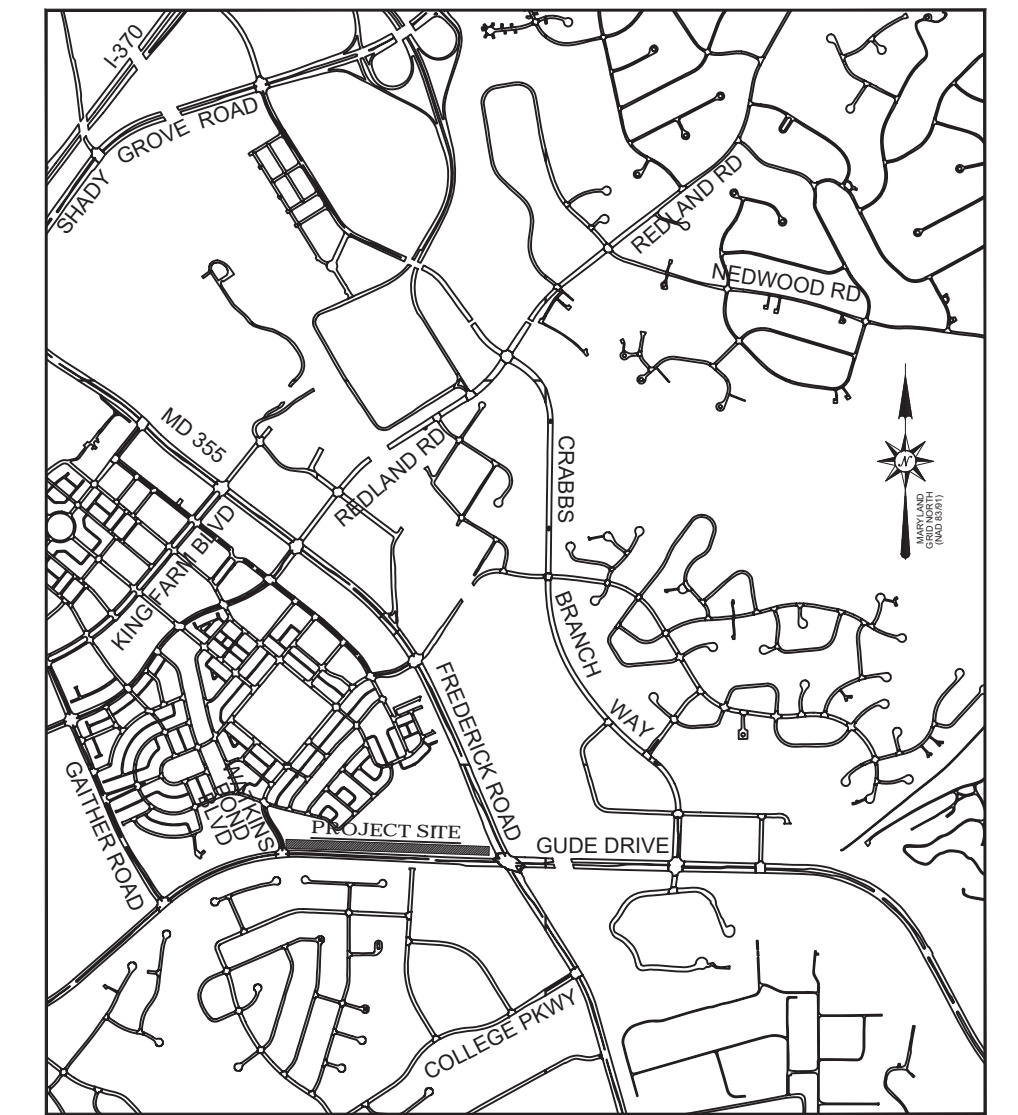 I-370
SHADY GROVE ROAD
REDLAND RD
NEDWOOD RD
MD 355
REDLAND RD
CRABBS
N
MARYLAND
GRID NORTH
(NAD 83/91)
KING FARM BLVD
BRANCH
WAY
FREDERICK ROAD
GAITHER ROAD
WATKINS
POND
BLVD
PROJECT SITE
GUDE DRIVE
COLLEGE PKWY